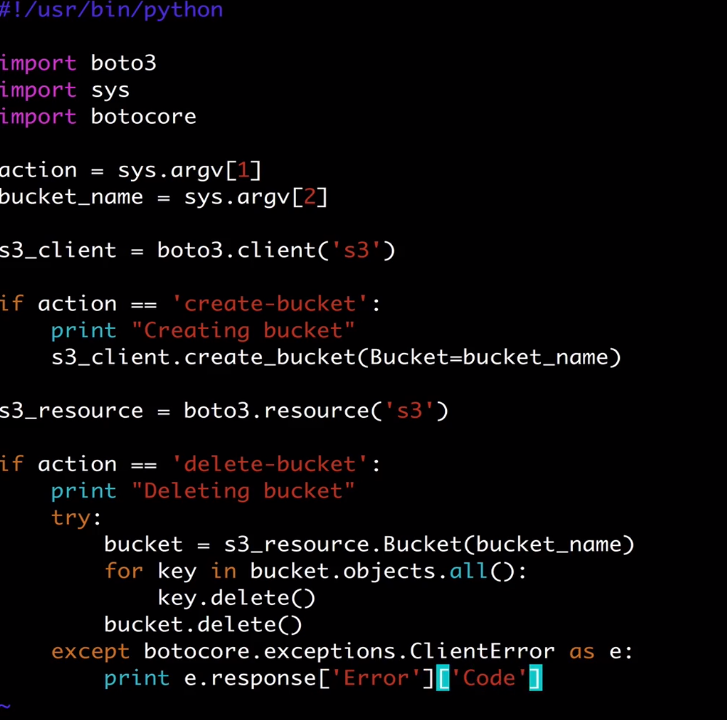 #!/usr/bin/python
import boto3
import sys
import botocore
action = sys.argv[1]
bucket_name = sys.argv[2]
s3_client = boto3.client('s3')
if action == 'create-bucket':
    print "Creating bucket"
    s3_client.create_bucket(Bucket=bucket_name)
s3_resource = boto3.resource('s3')
if action == 'delete-bucket':
    print "Deleting bucket"
    try:
        bucket = s3_resource.Bucket(bucket_name)
        for key in bucket.objects.all():
            key.delete()
        bucket.delete()
    except botocore.exceptions.ClientError as e:
        print e.response['Error']['Code']
~